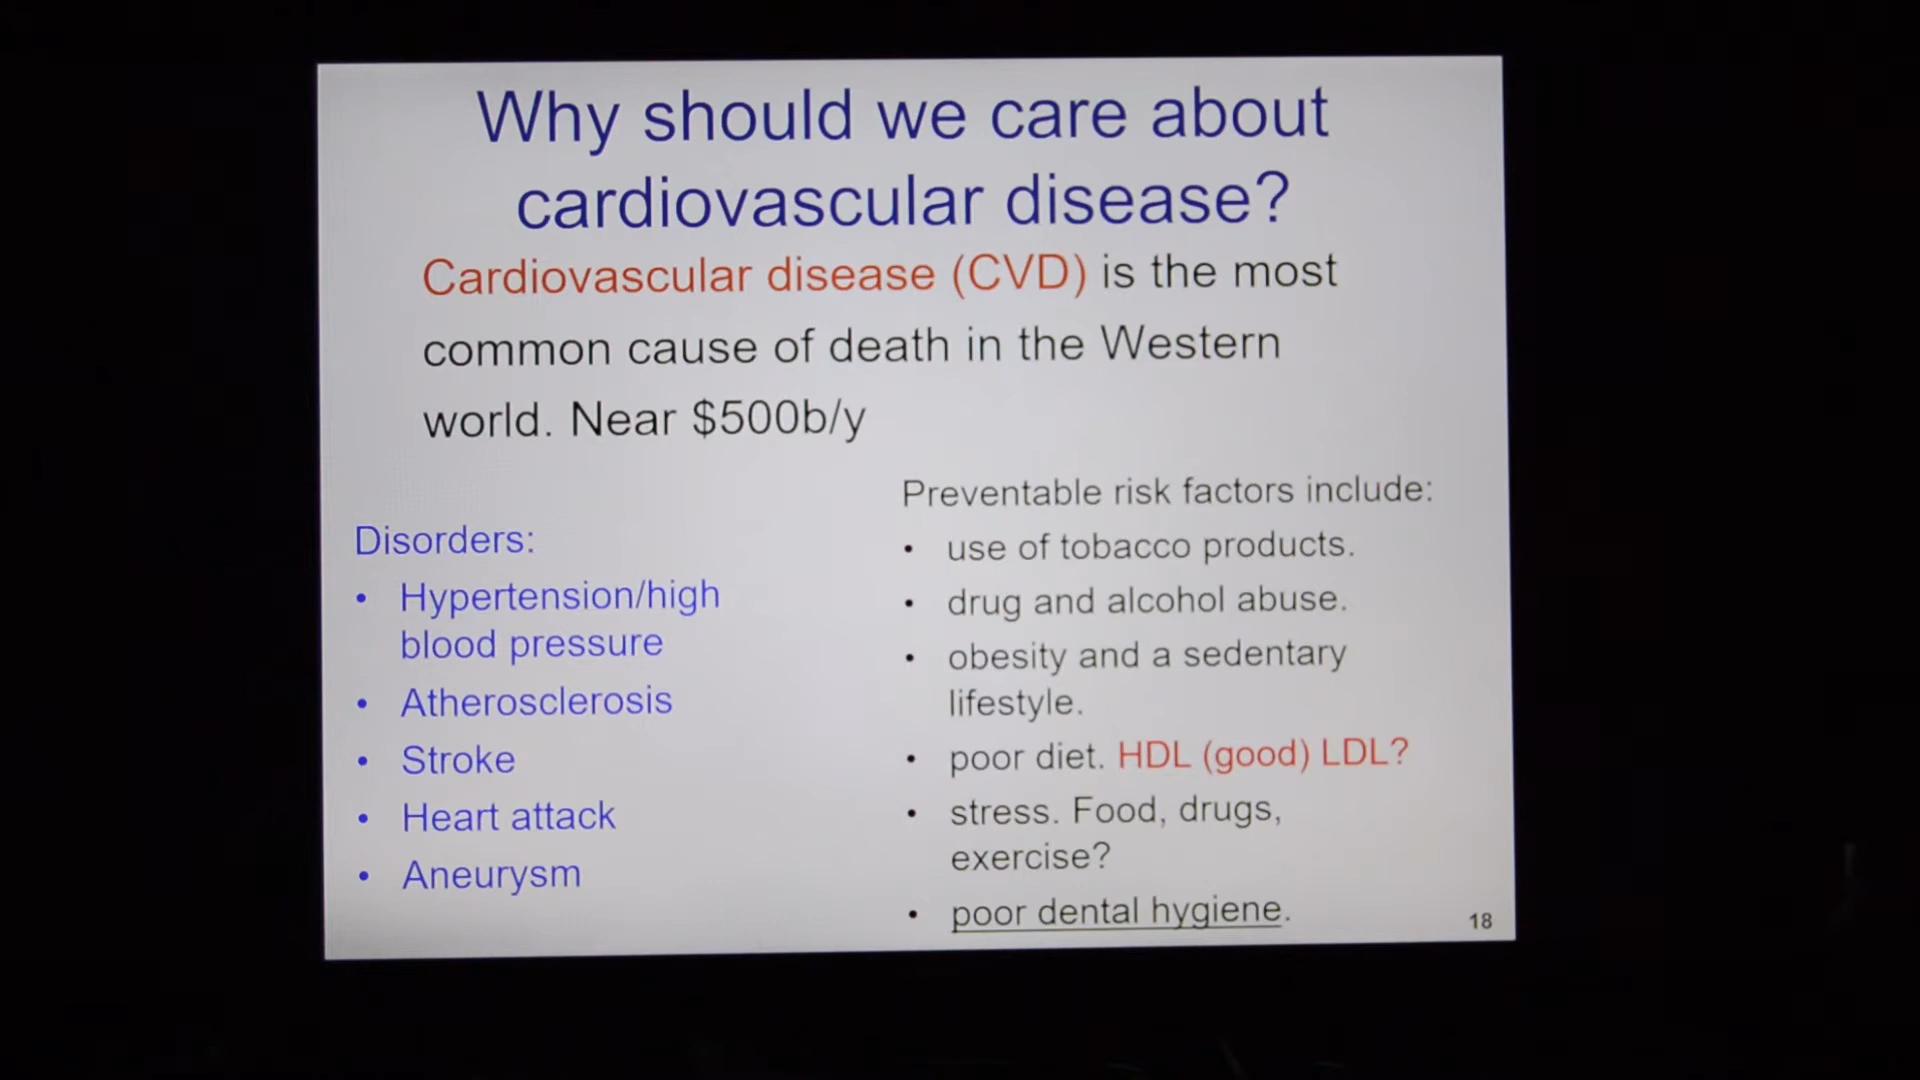 Why should we care about
cardiovascular disease?
Cardiovascular disease (CVD) is the most
common cause of death in the Western
world. Near $500b/y
Disorders:
• Hypertension/high
blood pressure
• Atherosclerosis
• Stroke
• Heart attack
• Aneurysm
Preventable risk factors include:
• use of tobacco products.
• drug and alcohol abuse.
• obesity and a sedentary
lifestyle.
• poor diet. HDL (good) LDL?
• stress. Food, drugs,
exercise?
• poor dental hygiene.
18